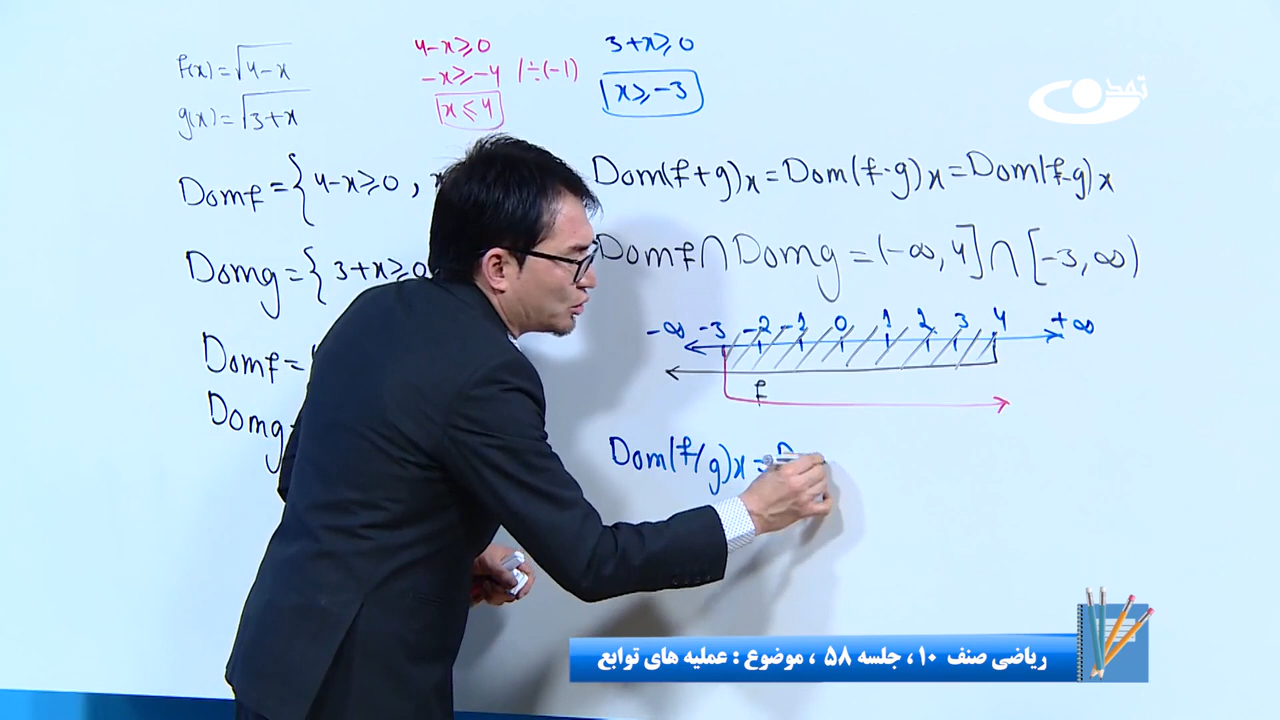 f(x)=√4-x
g(x)=√3+x
4-x≥0
-x≥-4 /÷(-1)
x≤4
3+x≥0
x≥-3
تمدن
Domf={4-x≥0 ,
Domg={3+x≥0
Domf=
Domg=
Dom(f+g)x=Dom(f·g)x=Dom(f-g)x
Domf∩Domg=(-∞,4]∩[-3,∞)
-∞ -3 -2 -1 0 1 2 3 4 +∞
f
Dom(f/g)x=
ریاضی صنف ۱۰ ، جلسه ۵۸ ، موضوع : عملیه های توابع